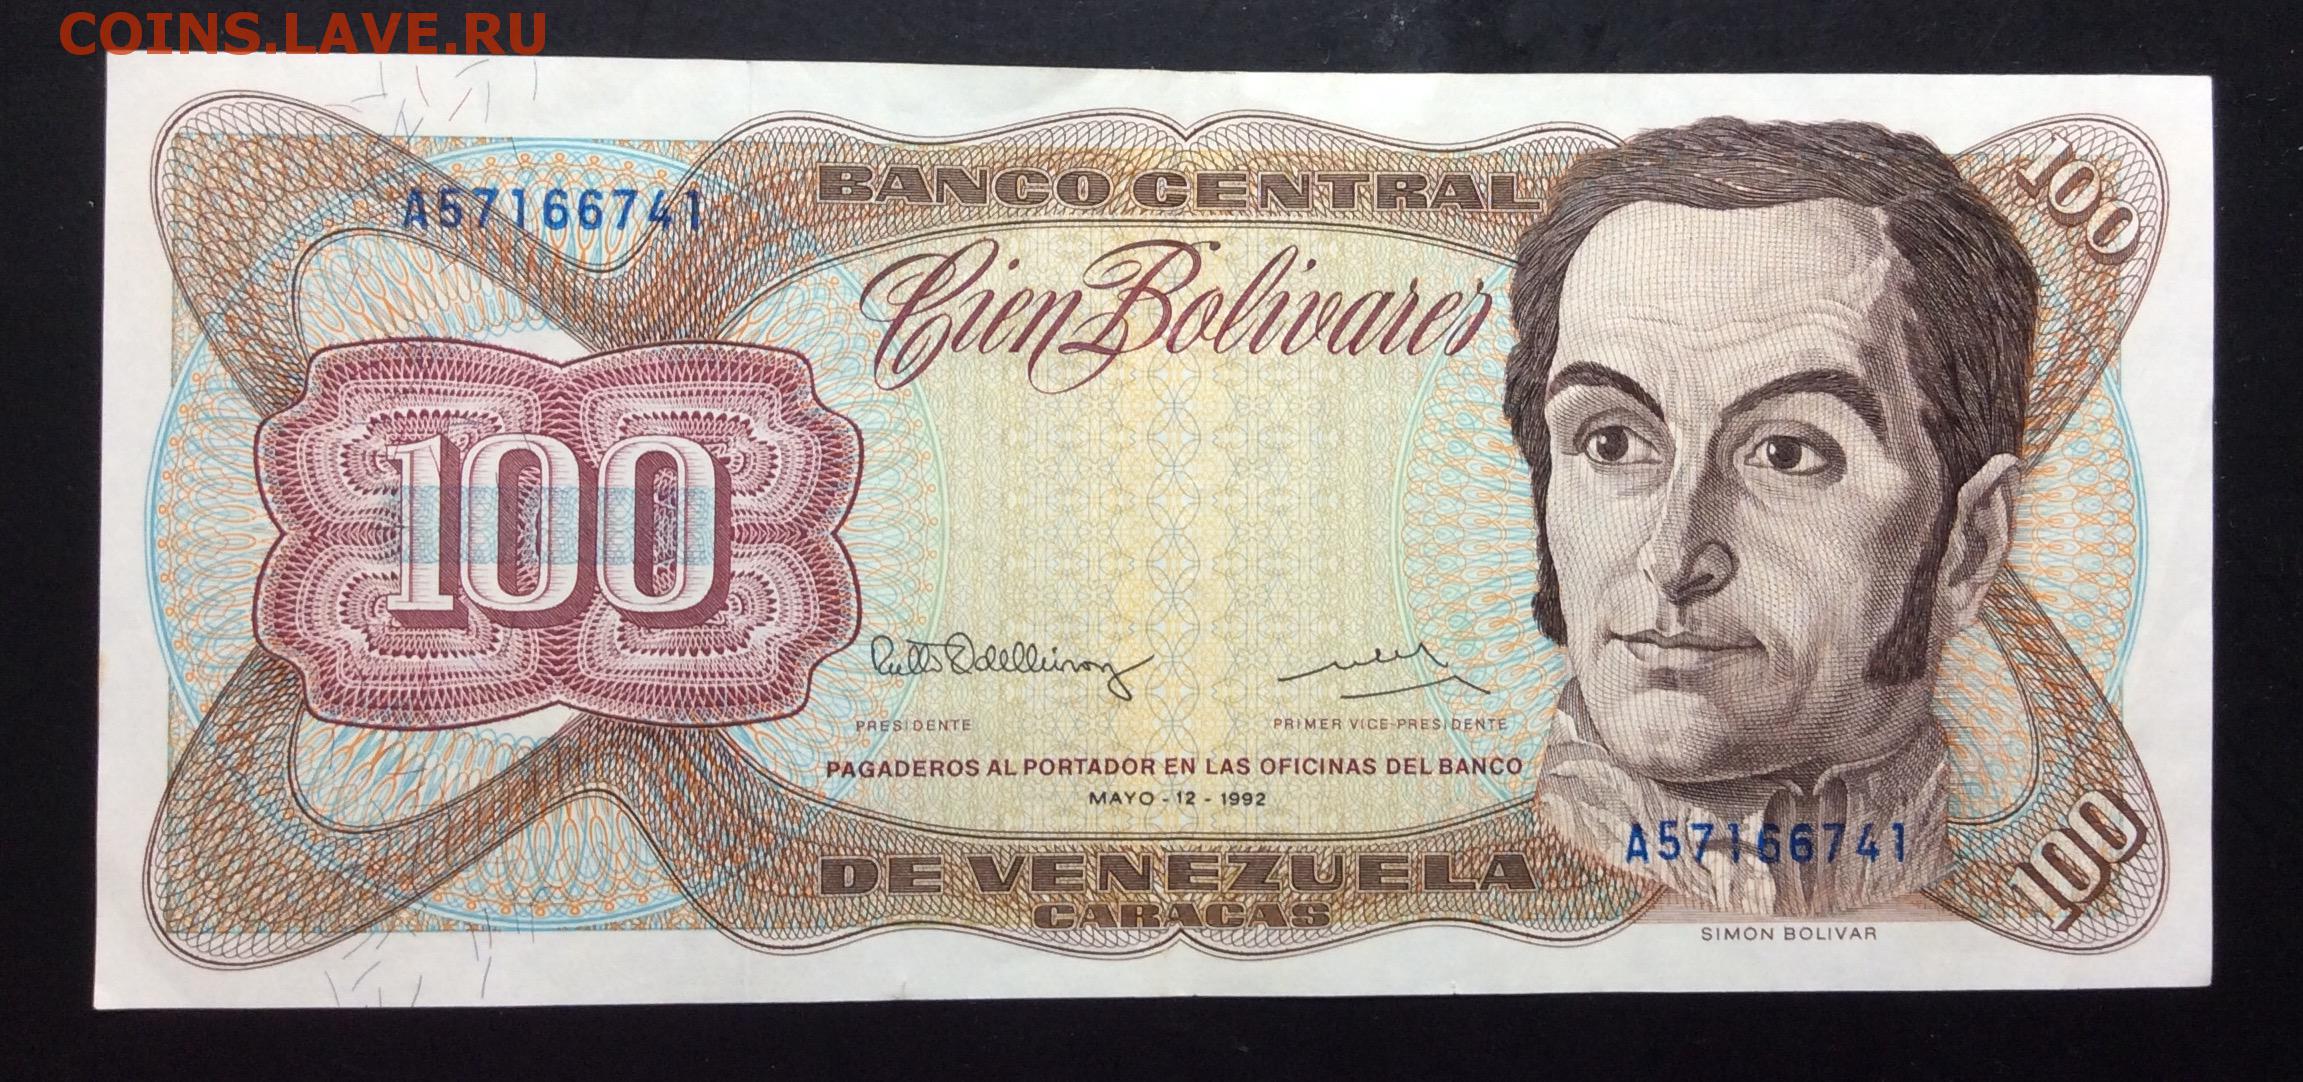 COINS.LAVE.RU
A57166741
BANCO CENTRAL
100
Cien Bolivares
100
PRESIDENTE
PRIMER VICE-PRESIDENTE
PAGADEROS AL PORTADOR EN LAS OFICINAS DEL BANCO
MAYO - 12 - 1992
A57166741
DE VENEZUELA
CARACAS
100
SIMON BOLIVAR